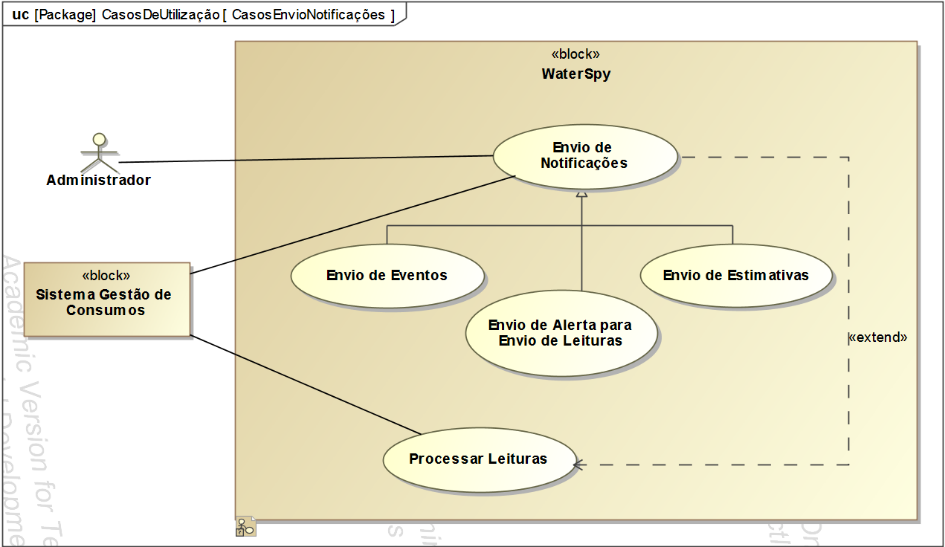 uc [Package] CasosDeUtilização [ CasosEnvioNotificações ]
«block»
WaterSpy
Envio de
Notificações
Administrador
«block»
Sistema Gestão de
Consumos
Envio de Eventos
Envio de Estimativas
Envio de Alerta para
Envio de Leituras
«extend»
Processar Leituras
Academic Version for Te